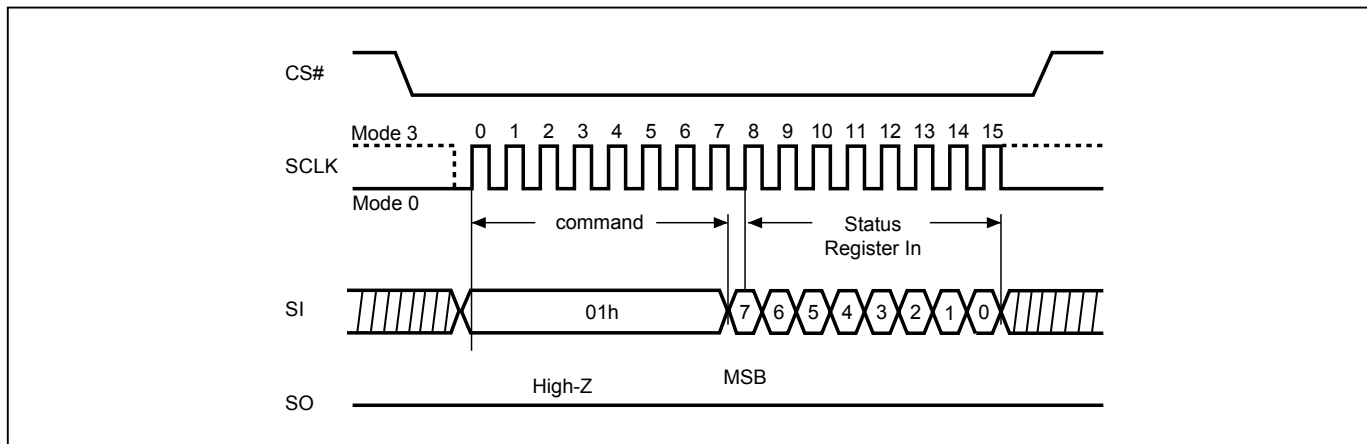 CS#
Mode 3
0 1 2 3 4 5 6 7 8 9 10 11 12 13 14 15
SCLK
Mode 0
command
Status
Register In
SI
01h
7 6 5 4 3 2 1 0
High-Z
MSB
SO